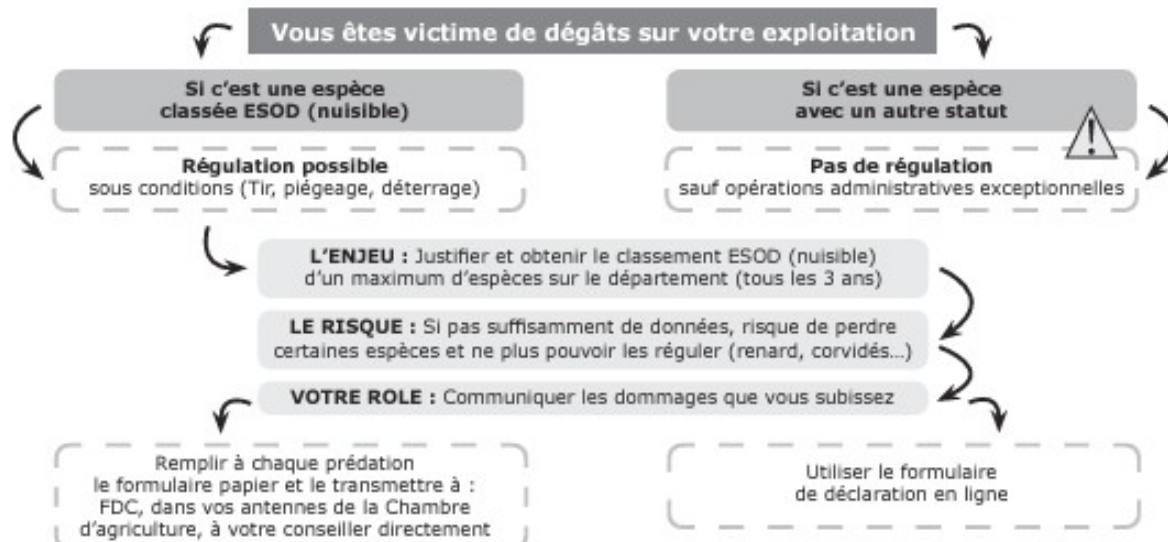 Vous êtes victime de dégâts sur votre exploitation
Si c'est une espèce
classée ESOD (nuisible)
Si c'est une espèce
avec un autre statut
!
Régulation possible
sous conditions (Tir, piégeage, déterrage)
Pas de régulation
sauf opérations administratives exceptionnelles
L'ENJEU : Justifier et obtenir le classement ESOD (nuisible)
d'un maximum d'espèces sur le département (tous les 3 ans)
LE RISQUE : Si pas suffisamment de données, risque de perdre
certaines espèces et ne plus pouvoir les réguler (renard, corvidés...)
VOTRE ROLE : Communiquer les dommages que vous subissez
Remplir à chaque prédation
le formulaire papier et le transmettre à :
FDC, dans vos antennes de la Chambre
d'agriculture, à votre conseiller directement
Utiliser le formulaire
de déclaration en ligne